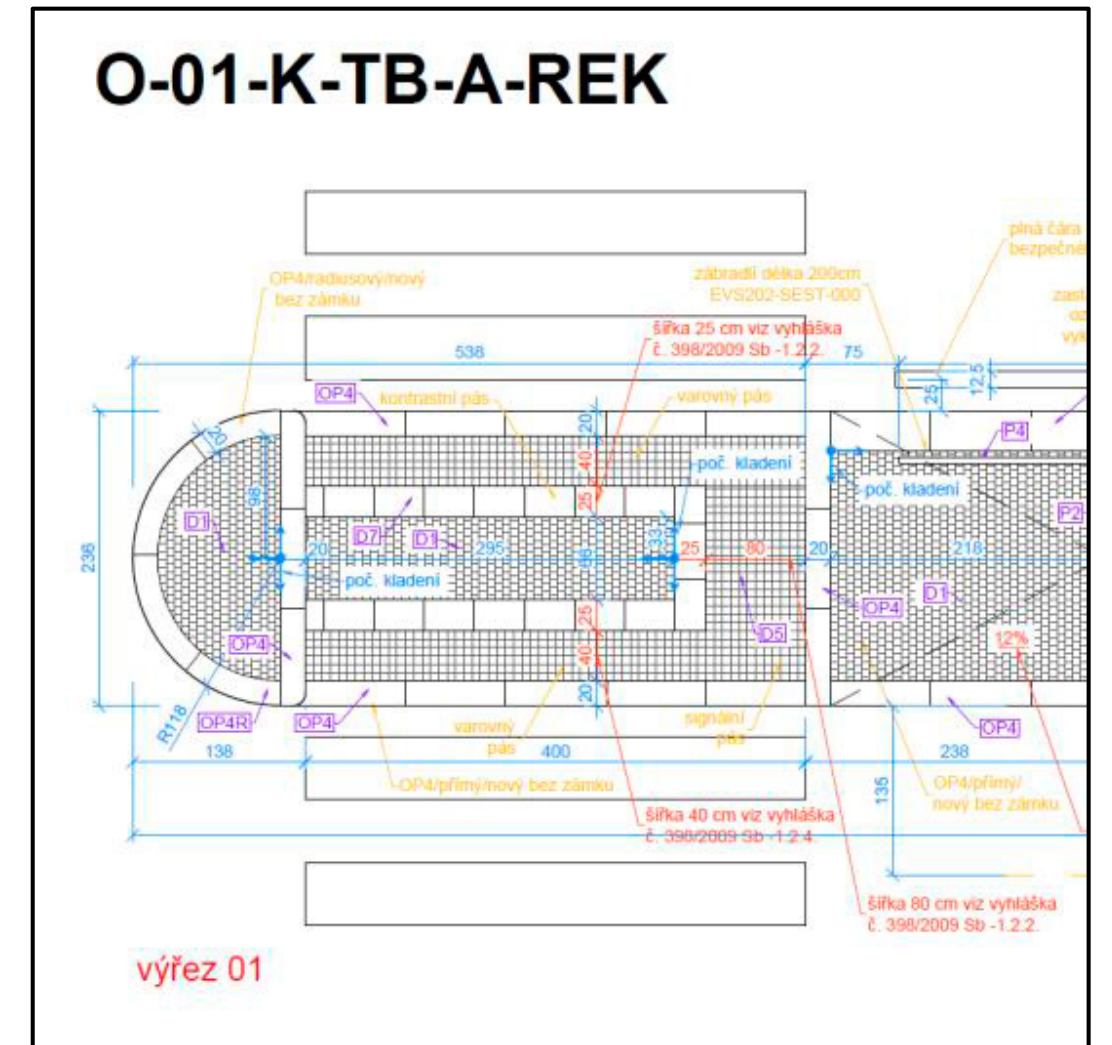 O-01-K-TB-A-REK
plná čára
bezpečné
OP4/radiusový/nový
bez zámku
zábradlí délka 200cm
EVS202-SEST-000
šířka 25 cm viz vyhláška
č. 398/2009 Sb -1.2.2.
538
75
25
12,5
OP4
kontrastní pás
varovný pás
20
20
P4
40
poč. kladení
poč. kladení
98
25
D1
D7
D1
33
P2
236
20
295
25
80
20
218
poč. kladení
OP4
D1
25
OP4
D5
12%
40
R118
OP4R
OP4
varovný
pás
20
signální
pás
OP4
138
400
238
OP4/přímý/nový bez zámku
135
OP4/přímý/
nový bez zámku
šířka 40 cm viz vyhláška
č. 398/2009 Sb -1.2.4.
šířka 80 cm viz vyhláška
č. 398/2009 Sb -1.2.2.
výřez 01